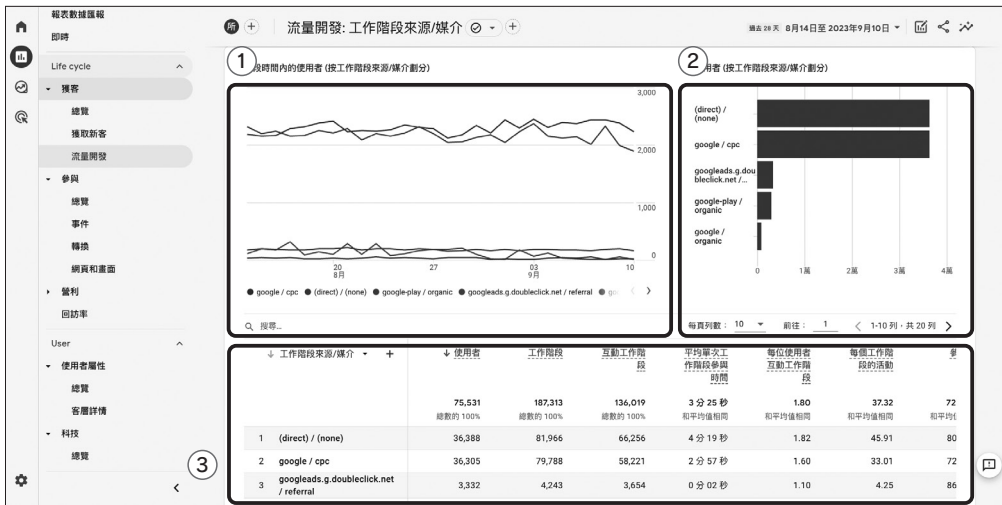 報表數據匯報
即時
Life cycle
獲客
總覽
獲取新客
流量開發
參與
總覽
事件
轉換
網頁和畫面
營利
回訪率
User
使用者屬性
總覽
客層詳情
科技
總覽
所
流量開發: 工作階段來源/媒介
過去 28 天 8月14日至 2023年9月10日
①
段時間內的使用者 (按工作階段來源/媒介劃分)
3,000
2,000
1,000
0
20
8月
27
03
9月
10
google / cpc (direct) / (none) google-play / organic googleads.g.doubleclick.net / referral
②
用者 (按工作階段來源/媒介劃分)
(direct) /
(none)
google / cpc
googleads.g.dou
bleclick.net /...
google-play /
organic
google /
organic
0 1萬 2萬 3萬 4萬
搜尋...
每頁列數： 10 前往： 1 1-10 列，共 20 列
③
工作階段來源/媒介
使用者
工作階段
互動工作階
段
平均單次工
作階段參與
時間
每位使用者
互動工作階
段
每個工作階
段的活動
75,531 187,313 136,019 3 分 25 秒 1.80 37.32 72
總數的 100% 總數的 100% 總數的 100% 和平均值相同 和平均值相同 和平均值相同 和平均值
1 (direct) / (none) 36,388 81,966 66,256 4 分 19 秒 1.82 45.91 80
2 google / cpc 36,305 79,788 58,221 2 分 57 秒 1.60 33.01 72
3 googleads.g.doubleclick.net
/ referral 3,332 4,243 3,654 0 分 02 秒 1.10 4.25 86